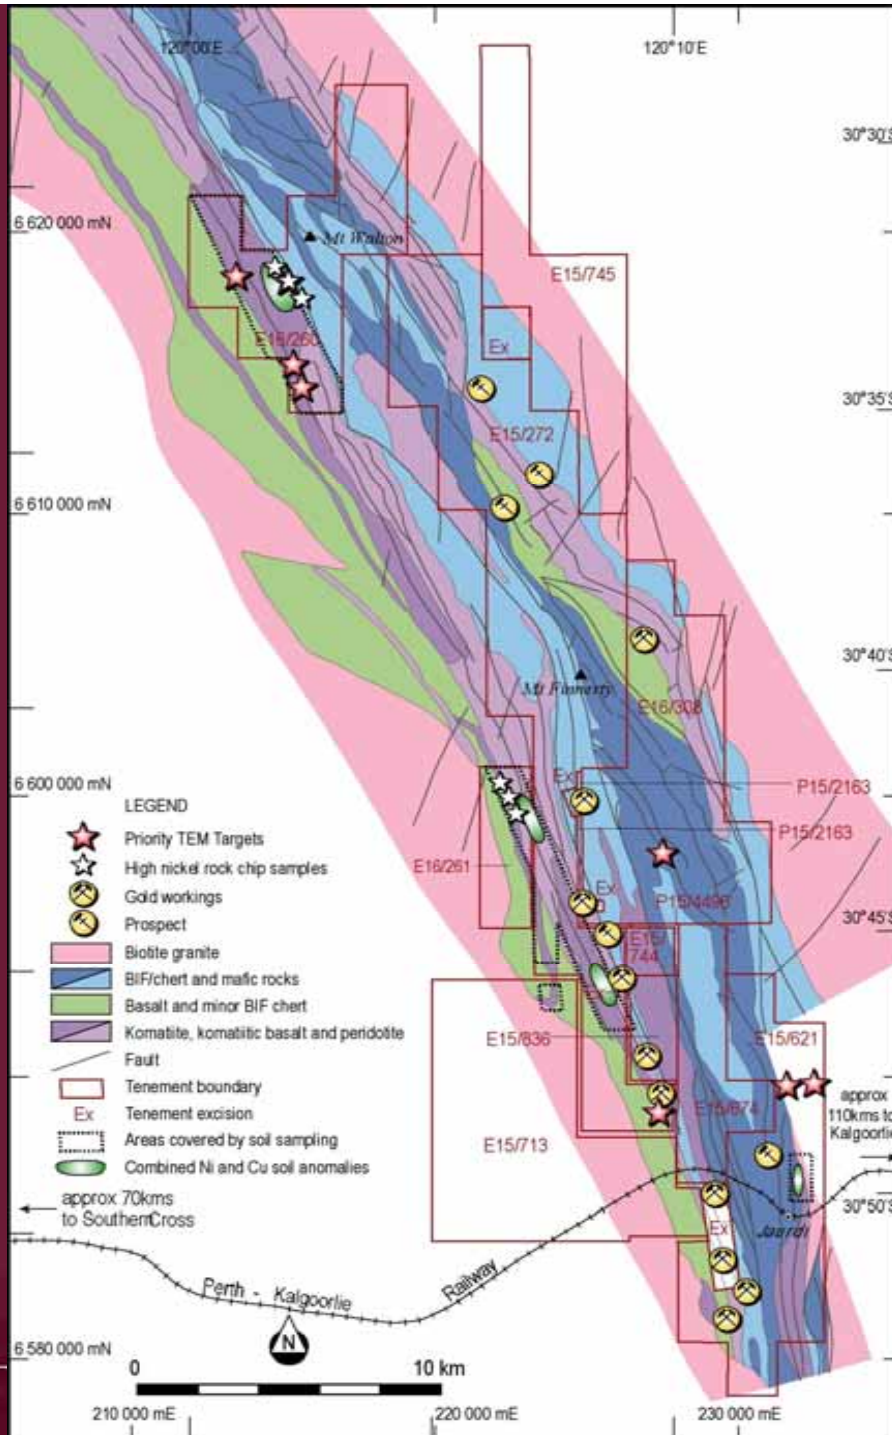 120°00'E
120°10'E
30°30'S
6 620 000 mN
Mt Walton
E15/745
E16/260
Ex
30°35'S
E15/272
6 610 000 mN
30°40'S
Mt Finnerty
E16/308
6 600 000 mN
Ex
P15/2163
LEGEND
P15/2163
Priority TEM Targets
High nickel rock chip samples
E16/261
Gold workings
Ex
P15/4496
Prospect
30°45'S
Biotite granite
E15/
744
BIF/chert and mafic rocks
Basalt and minor BIF chert
Komatiite, komatiitic basalt and peridotite
E15/836
E15/621
Fault
Tenement boundary
approx
110kms to
Kalgoorlie
Ex
Tenement excision
E15/874
Areas covered by soil sampling
E15/713
Combined Ni and Cu soil anomalies
approx 70kms
to SouthernCross
30°50'S
Jaurdi
Ex
Perth - Kalgoorlie Railway
N
6 580 000 mN
0 10 km
210 000 mE
220 000 mE
230 000 mE